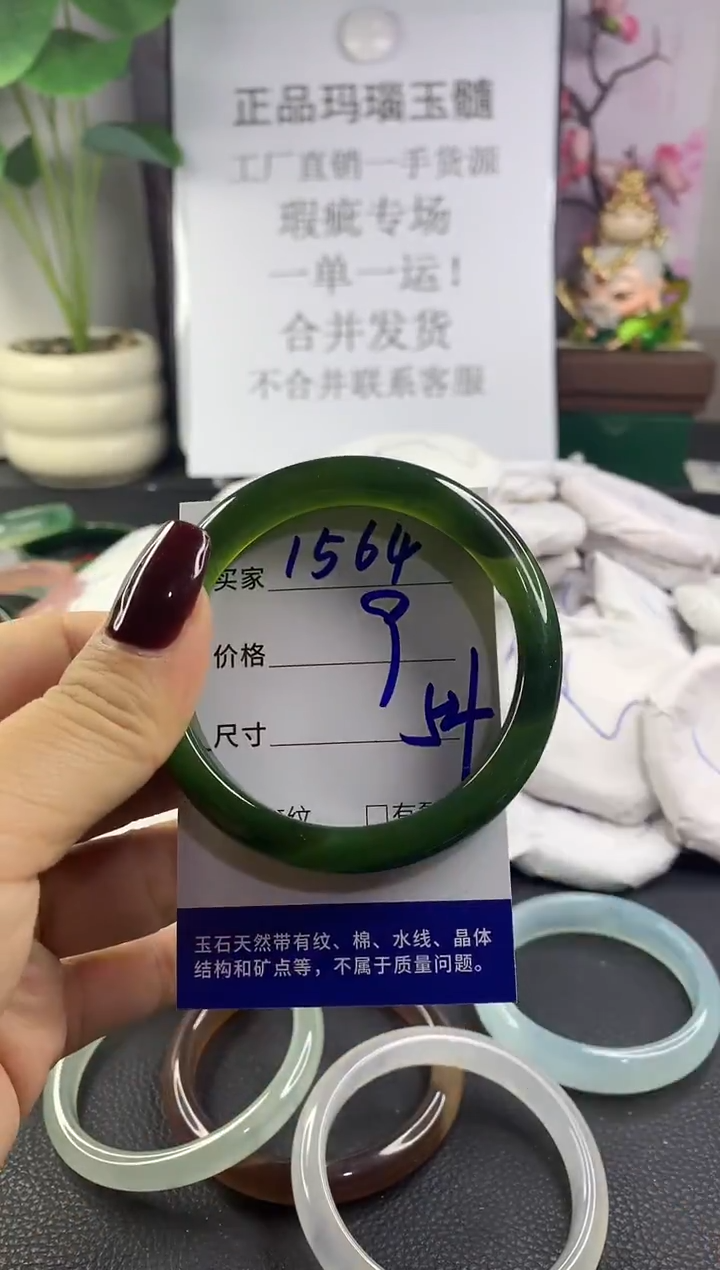 正品玛瑙玉髓
工厂直销一手货源
瑕疵专场
一单一运！
合并发货
不合并联系客服
买家 1564
价格 9
尺寸 54
纹 □有
玉石天然带有纹、棉、水线、晶体
结构和矿点等，不属于质量问题。